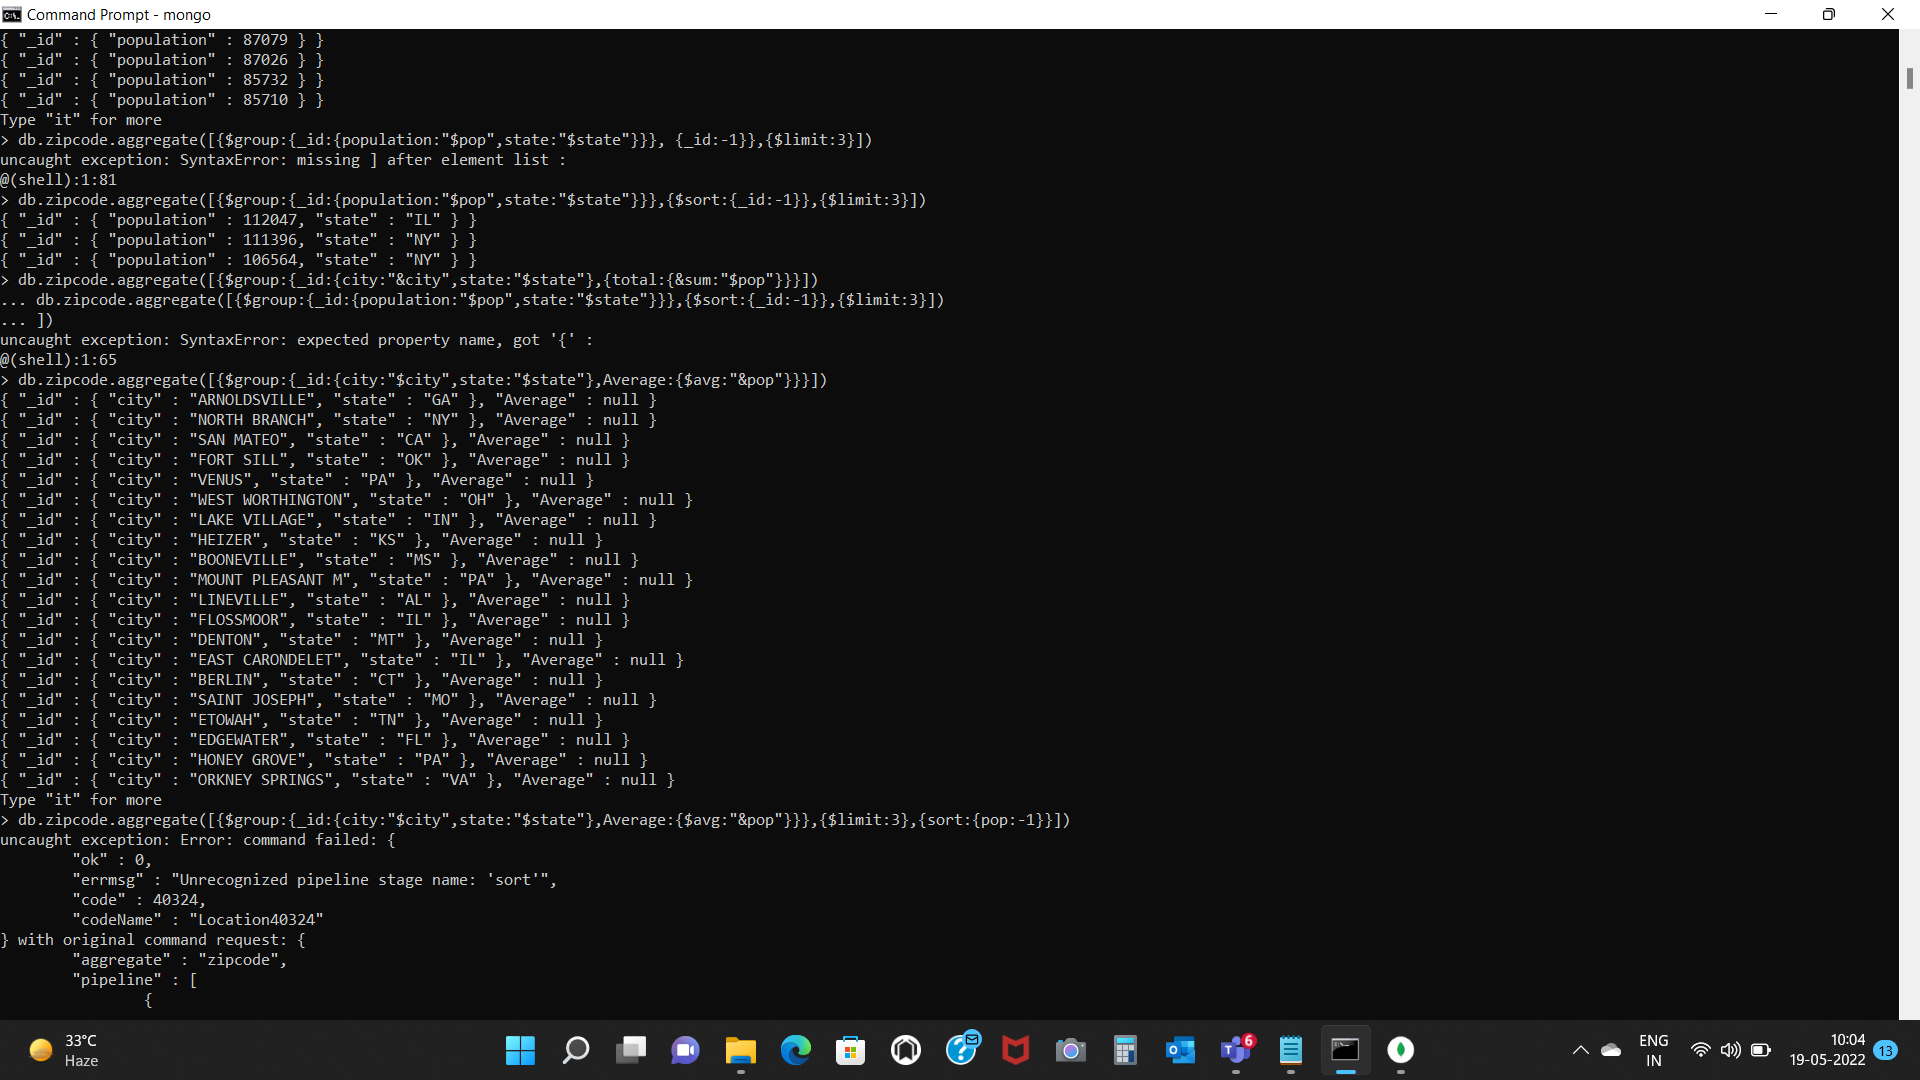 Command Prompt - mongo
{ "_id" : { "population" : 87079 } }
{ "_id" : { "population" : 87026 } }
{ "_id" : { "population" : 85732 } }
{ "_id" : { "population" : 85710 } }
Type "it" for more
> db.zipcode.aggregate([{$group:{_id:{population:"$pop",state:"$state"}}}, {_id:-1}},{$limit:3}])
uncaught exception: SyntaxError: missing ] after element list :
@(shell):1:81
> db.zipcode.aggregate([{$group:{_id:{population:"$pop",state:"$state"}}},{$sort:{_id:-1}},{$limit:3}])
{ "_id" : { "population" : 112047, "state" : "IL" } }
{ "_id" : { "population" : 111396, "state" : "NY" } }
{ "_id" : { "population" : 106564, "state" : "NY" } }
> db.zipcode.aggregate([{$group:{_id:{city:"&city",state:"$state"},{total:{&sum:"$pop"}}}])
... db.zipcode.aggregate([{$group:{_id:{population:"$pop",state:"$state"}}},{$sort:{_id:-1}},{$limit:3}])
... ])
uncaught exception: SyntaxError: expected property name, got '{' :
@(shell):1:65
> db.zipcode.aggregate([{$group:{_id:{city:"$city",state:"$state"},Average:{$avg:"&pop"}}}])
{ "_id" : { "city" : "ARNOLDSVILLE", "state" : "GA" }, "Average" : null }
{ "_id" : { "city" : "NORTH BRANCH", "state" : "NY" }, "Average" : null }
{ "_id" : { "city" : "SAN MATEO", "state" : "CA" }, "Average" : null }
{ "_id" : { "city" : "FORT SILL", "state" : "OK" }, "Average" : null }
{ "_id" : { "city" : "VENUS", "state" : "PA" }, "Average" : null }
{ "_id" : { "city" : "WEST WORTHINGTON", "state" : "OH" }, "Average" : null }
{ "_id" : { "city" : "LAKE VILLAGE", "state" : "IN" }, "Average" : null }
{ "_id" : { "city" : "HEIZER", "state" : "KS" }, "Average" : null }
{ "_id" : { "city" : "BOONEVILLE", "state" : "MS" }, "Average" : null }
{ "_id" : { "city" : "MOUNT PLEASANT M", "state" : "PA" }, "Average" : null }
{ "_id" : { "city" : "LINEVILLE", "state" : "AL" }, "Average" : null }
{ "_id" : { "city" : "FLOSSMOOR", "state" : "IL" }, "Average" : null }
{ "_id" : { "city" : "DENTON", "state" : "MT" }, "Average" : null }
{ "_id" : { "city" : "EAST CARONDELET", "state" : "IL" }, "Average" : null }
{ "_id" : { "city" : "BERLIN", "state" : "CT" }, "Average" : null }
{ "_id" : { "city" : "SAINT JOSEPH", "state" : "MO" }, "Average" : null }
{ "_id" : { "city" : "ETOWAH", "state" : "TN" }, "Average" : null }
{ "_id" : { "city" : "EDGEWATER", "state" : "FL" }, "Average" : null }
{ "_id" : { "city" : "HONEY GROVE", "state" : "PA" }, "Average" : null }
{ "_id" : { "city" : "ORKNEY SPRINGS", "state" : "VA" }, "Average" : null }
Type "it" for more
> db.zipcode.aggregate([{$group:{_id:{city:"$city",state:"$state"},Average:{$avg:"&pop"}}},{$limit:3},{sort:{pop:-1}}])
uncaught exception: Error: command failed: {
"ok" : 0,
"errmsg" : "Unrecognized pipeline stage name: 'sort'",
"code" : 40324,
"codeName" : "Location40324"
} with original command request: {
"aggregate" : "zipcode",
"pipeline" : [
{
33°C
Haze
6
ENG
IN
10:04
19-05-2022
13